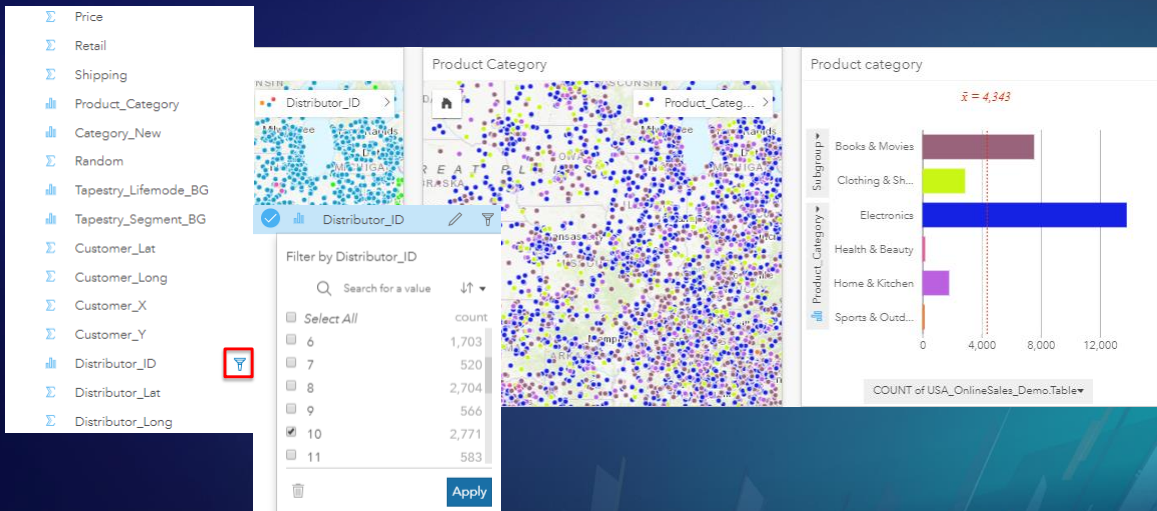 Price
Retail
Shipping
Product_Category
Category_New
Random
Tapestry_Lifemode_BG
Tapestry_Segment_BG
Customer_Lat
Customer_Long
Customer_X
Customer_Y
Distributor_ID
Distributor_Lat
Distributor_Long
Distributor_ID
Distributor_ID
Filter by Distributor_ID
Search for a value
Select All count
6 1,703
7 520
8 2,704
9 566
10 2,771
11 583
Apply
Product Category
Product_Categ...
Product category
x̄ = 4,343
Subgroup
Product_Category
Books & Movies
Clothing & Sh...
Electronics
Health & Beauty
Home & Kitchen
Sports & Outd...
0 4,000 8,000 12,000
COUNT of USA_OnlineSales_Demo.Table